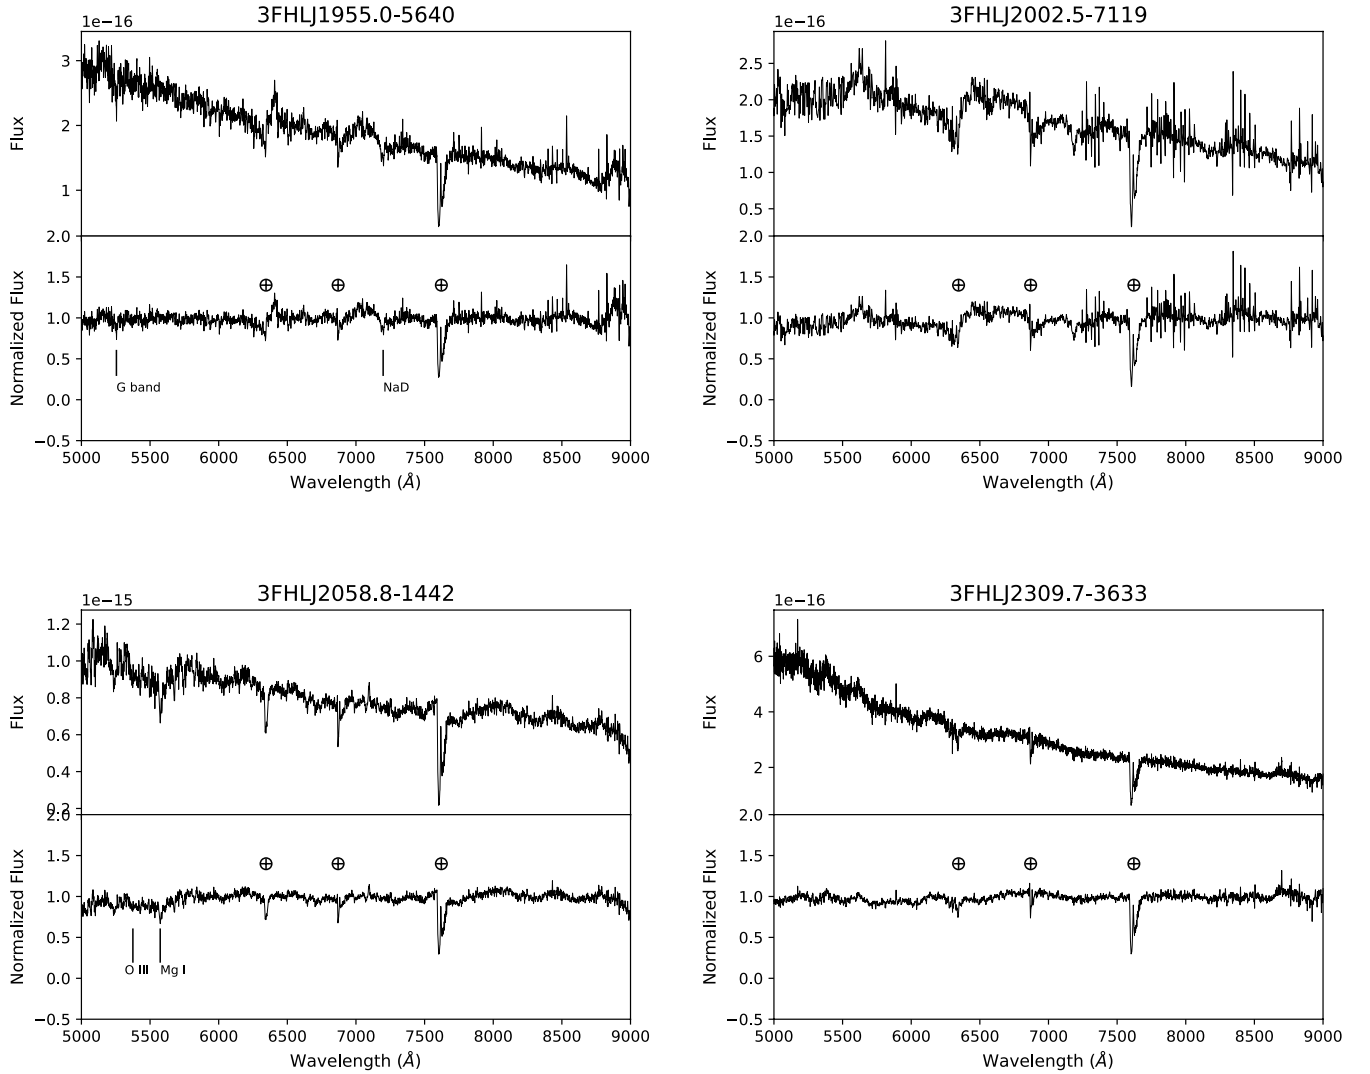 3FHLJ1955.0-5640
1e−16
Flux
3
2
1
Normalized Flux
2.0
1.5
1.0
0.5
0.0
−0.5
⊕ ⊕ ⊕
G band
NaD
5000 5500 6000 6500 7000 7500 8000 8500 9000
Wavelength (Å)
3FHLJ2002.5-7119
1e−16
Flux
2.5
2.0
1.5
1.0
0.5
Normalized Flux
2.0
1.5
1.0
0.5
0.0
−0.5
⊕ ⊕ ⊕
5000 5500 6000 6500 7000 7500 8000 8500 9000
Wavelength (Å)
3FHLJ2058.8-1442
1e−15
Flux
1.2
1.0
0.8
0.6
0.4
0.2
Normalized Flux
2.0
1.5
1.0
0.5
0.0
−0.5
⊕ ⊕ ⊕
O III
Mg I
5000 5500 6000 6500 7000 7500 8000 8500 9000
Wavelength (Å)
3FHLJ2309.7-3633
1e−16
Flux
6
4
2
Normalized Flux
2.0
1.5
1.0
0.5
0.0
−0.5
⊕ ⊕ ⊕
5000 5500 6000 6500 7000 7500 8000 8500 9000
Wavelength (Å)